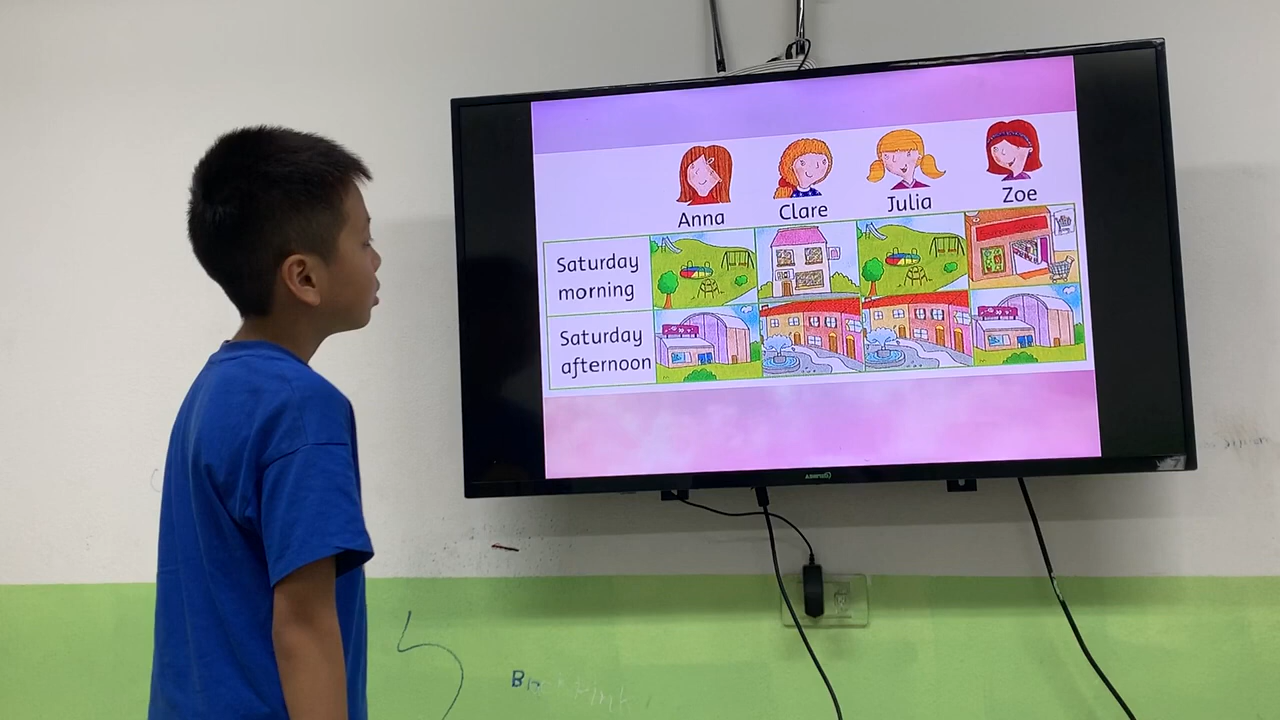 Anna Clare Julia Zoe
Saturday
morning
Saturday
afternoon